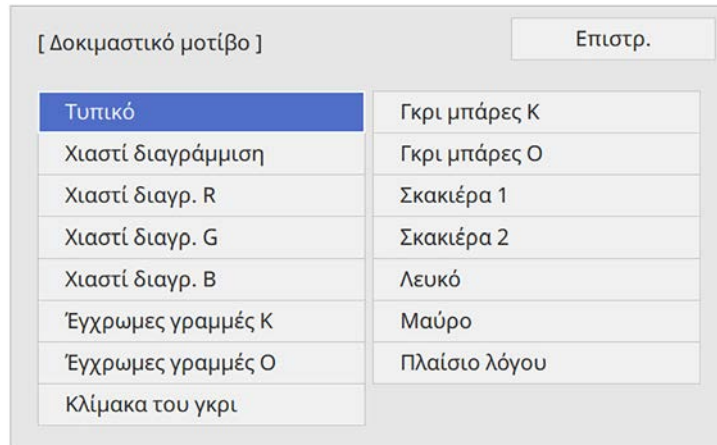 [ Δοκιμαστικό μοτίβο ]
Επιστρ.
Τυπικό
Χιαστί διαγράμμιση
Χιαστί διαγρ. R
Χιαστί διαγρ. G
Χιαστί διαγρ. B
Έγχρωμες γραμμές Κ
Έγχρωμες γραμμές Ο
Κλίμακα του γκρι
Γκρι μπάρες Κ
Γκρι μπάρες Ο
Σκακιέρα 1
Σκακιέρα 2
Λευκό
Μαύρο
Πλαίσιο λόγου